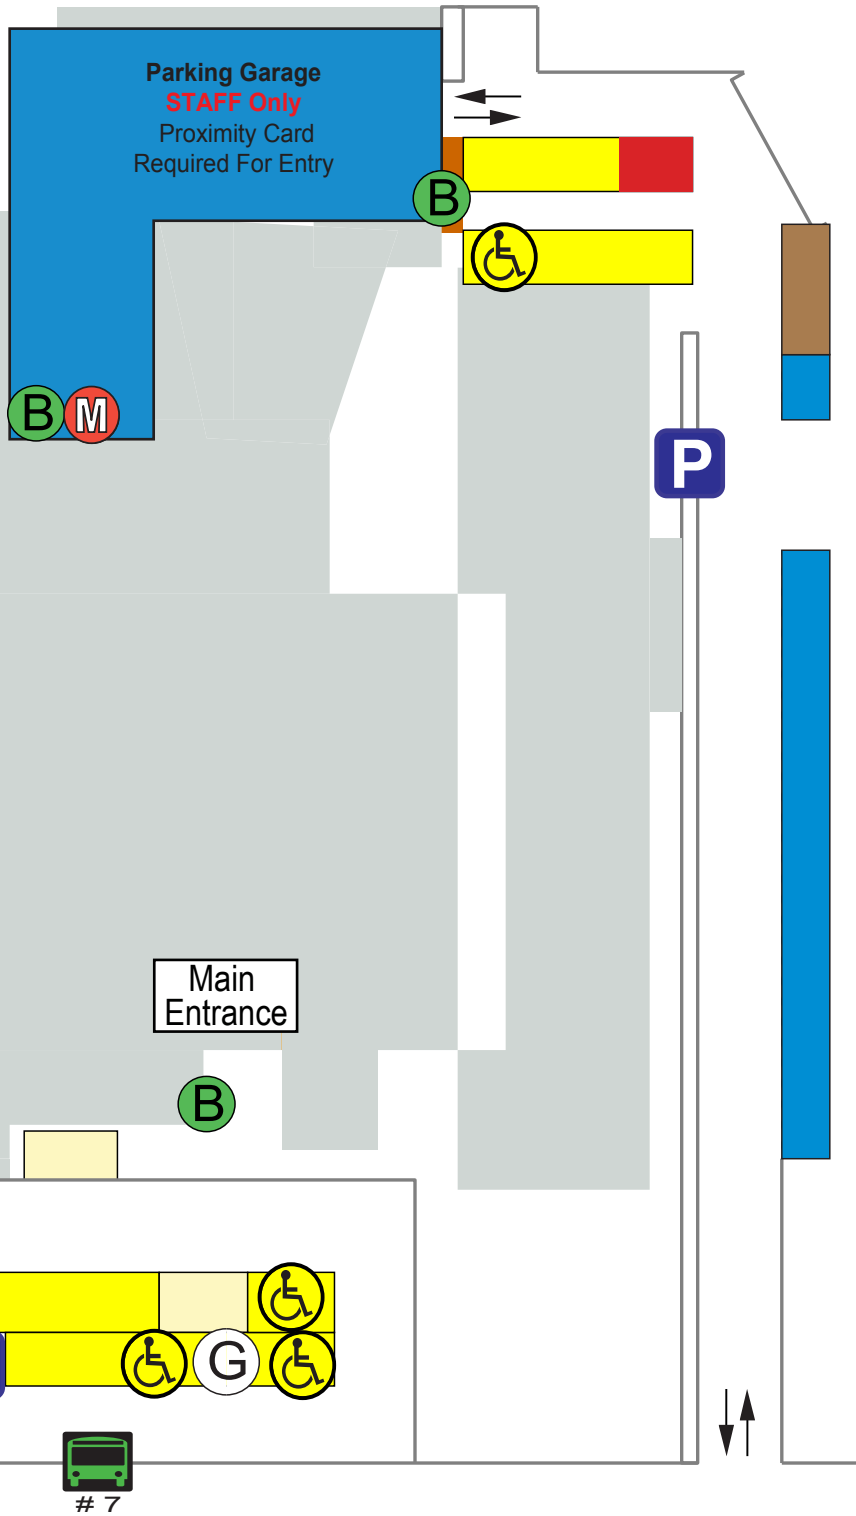 Parking Garage
STAFF Only
Proximity Card
Required For Entry
B
B
M
P
Main
Entrance
B
G
# 7